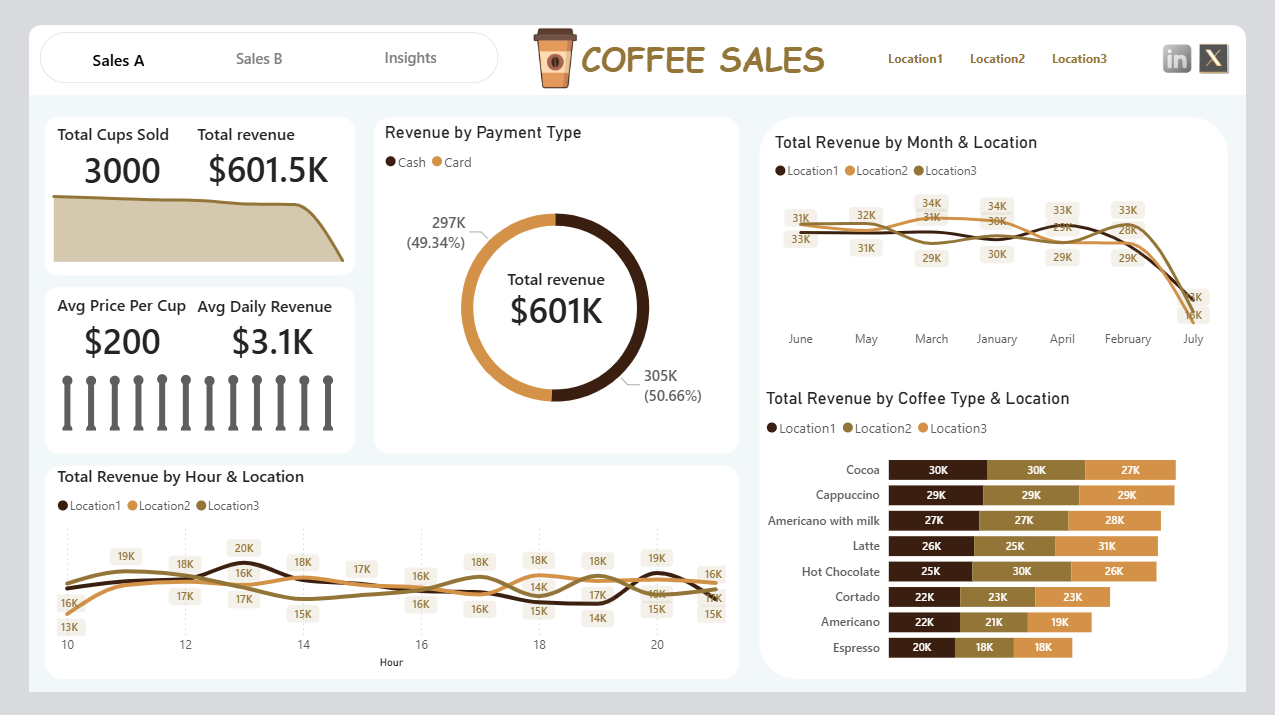 Sales A
Sales B
Insights
COFFEE SALES
Location1
Location2
Location3
in
X
Total Cups Sold
3000
Total revenue
$601.5K
Avg Price Per Cup
$200
Avg Daily Revenue
$3.1K
Revenue by Payment Type
Cash Card
297K
(49.34%)
Total revenue
$601K
305K
(50.66%)
Total Revenue by Hour & Location
Location1 Location2 Location3
20K
19K 18K 18K 17K 16K 18K 18K 18K 19K 16K
16K 16K 14K 17K
16K 17K 17K 15K 16K 16K 15K 14K 15K 15K
13K
10 12 14 16 18 20
Hour
Total Revenue by Month & Location
Location1 Location2 Location3
31K 32K 34K 34K 33K 33K
31K 30K 29K 28K
33K 31K 29K 30K 29K 29K
June May March January April February July
Total Revenue by Coffee Type & Location
Location1 Location2 Location3
Cocoa 30K 30K 27K
Cappuccino 29K 29K 29K
Americano with milk 27K 27K 28K
Latte 26K 25K 31K
Hot Chocolate 25K 30K 26K
Cortado 22K 23K 23K
Americano 22K 21K 19K
Espresso 20K 18K 18K